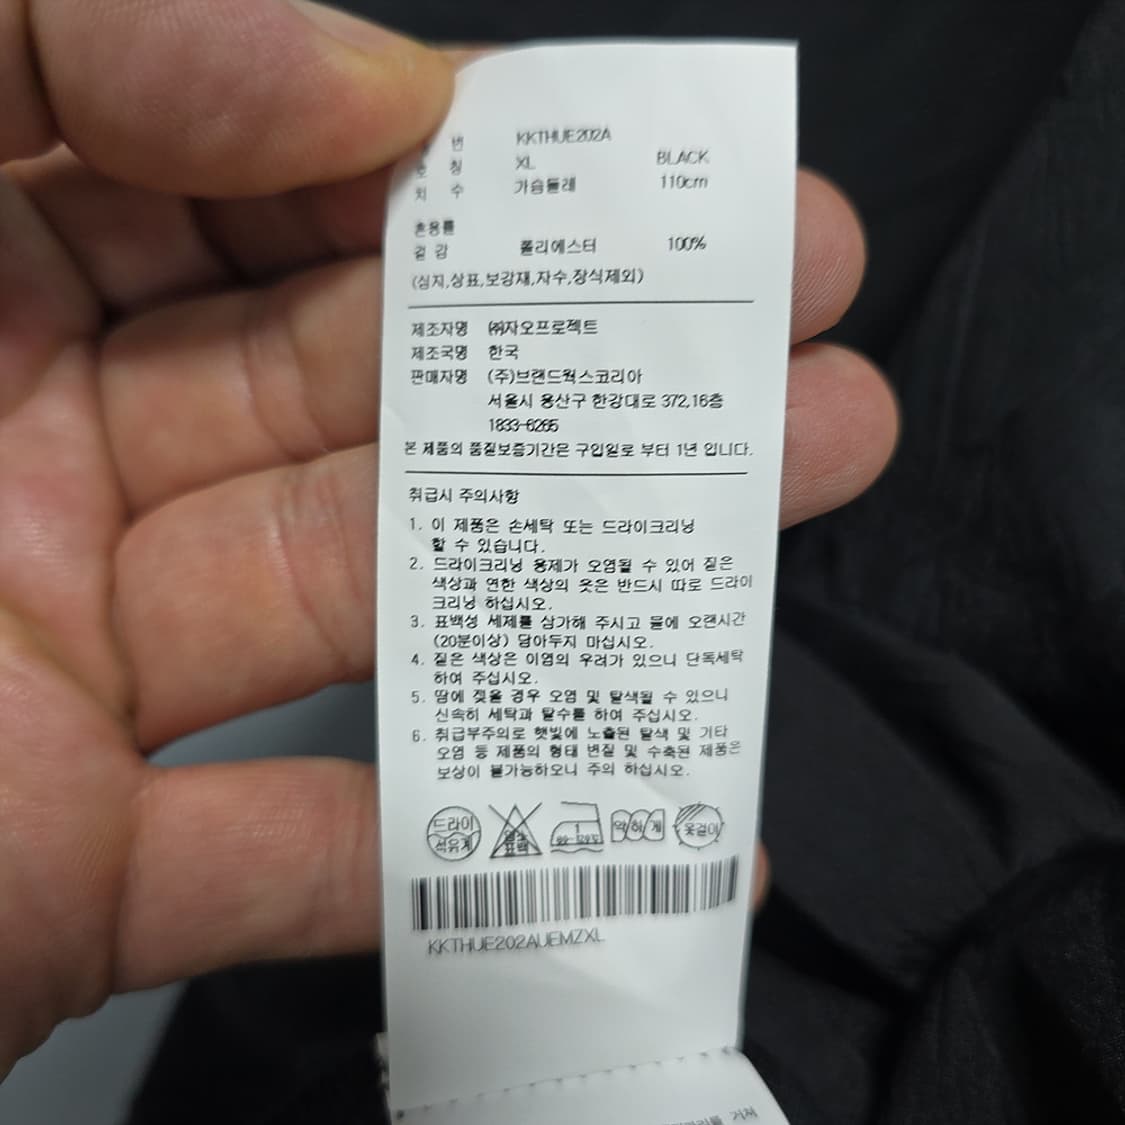 번 KKTHUE202A
호 칭 XL BLACK
치 수 가슴둘레 110cm
혼용률
겉 감 폴리에스터 100%
(심지,상표,보강재,자수,장식제외)
제조자명 ㈜자오프로젝트
제조국명 한국
판매자명 (주)브랜드웍스코리아
서울시 용산구 한강대로 372,16층
1833-6265
본 제품의 품질보증기간은 구입일로 부터 1년 입니다.
취급시 주의사항
1. 이 제품은 손세탁 또는 드라이크리닝
할 수 있습니다.
2. 드라이크리닝 용제가 오염될 수 있어 짙은
색상과 연한 색상의 옷은 반드시 따로 드라이
크리닝 하십시오.
3. 표백성 세제를 삼가해 주시고 물에 오랜시간
(20분이상) 담아두지 마십시오.
4. 짙은 색상은 이염의 우려가 있으니 단독세탁
하여 주십시오.
5. 땀에 젖을 경우 오염 및 탈색될 수 있으니
신속히 세탁과 탈수를 하여 주십시오.
6. 취급부주의로 햇빛에 노출된 탈색 및 기타
오염 등 제품의 형태 변질 및 수축된 제품은
보상이 불가능하오니 주의 하십시오.
드라이 석유계 염소 표백 1 약하게 옷걸이
KKTHUE202AUEMZXL
거쳐